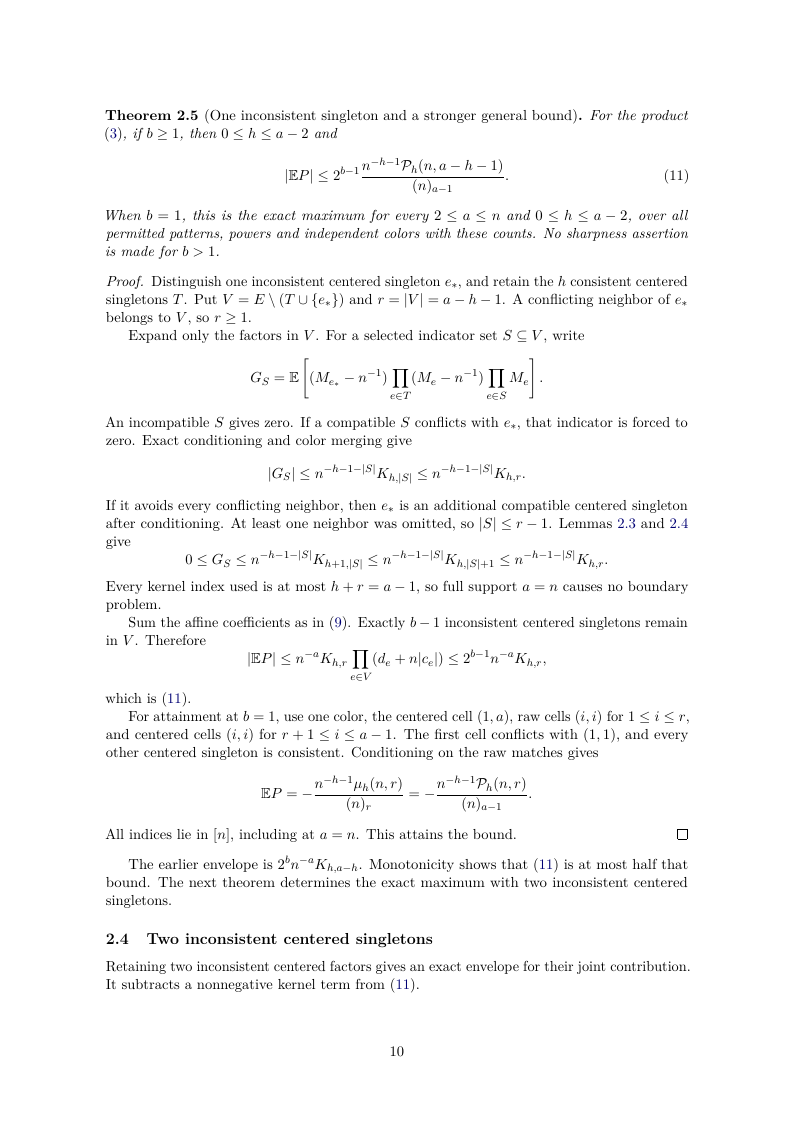 Theorem 2.5 (One inconsistent singleton and a stronger general bound). For the product
(3), if b ≥ 1, then 0 ≤ h ≤ a − 2 and
|𝔼P| ≤ 2^{b−1} \frac{n^{−h−1}𝒫_h(n, a − h − 1)}{(n)_{a−1}}. (11)
When b = 1, this is the exact maximum for every 2 ≤ a ≤ n and 0 ≤ h ≤ a − 2, over all
permitted patterns, powers and independent colors with these counts. No sharpness assertion
is made for b > 1.
Proof. Distinguish one inconsistent centered singleton e_∗, and retain the h consistent centered
singletons T. Put V = E \ (T ∪ {e_∗}) and r = |V| = a − h − 1. A conflicting neighbor of e_∗
belongs to V, so r ≥ 1.
Expand only the factors in V. For a selected indicator set S ⊆ V, write
G_S = 𝔼 [(M_{e_∗} − n^{−1}) ∏_{e∈T} (M_e − n^{−1}) ∏_{e∈S} M_e].
An incompatible S gives zero. If a compatible S conflicts with e_∗, that indicator is forced to
zero. Exact conditioning and color merging give
|G_S| ≤ n^{−h−1−|S|}K_{h,|S|} ≤ n^{−h−1−|S|}K_{h,r}.
If it avoids every conflicting neighbor, then e_∗ is an additional compatible centered singleton
after conditioning. At least one neighbor was omitted, so |S| ≤ r − 1. Lemmas 2.3 and 2.4
give
0 ≤ G_S ≤ n^{−h−1−|S|}K_{h+1,|S|} ≤ n^{−h−1−|S|}K_{h,|S|+1} ≤ n^{−h−1−|S|}K_{h,r}.
Every kernel index used is at most h + r = a − 1, so full support a = n causes no boundary
problem.
Sum the affine coefficients as in (9). Exactly b − 1 inconsistent centered singletons remain
in V. Therefore
|𝔼P| ≤ n^{−a}K_{h,r} ∏_{e∈V} (d_e + n|c_e|) ≤ 2^{b−1}n^{−a}K_{h,r},
which is (11).
For attainment at b = 1, use one color, the centered cell (1, a), raw cells (i, i) for 1 ≤ i ≤ r,
and centered cells (i, i) for r + 1 ≤ i ≤ a − 1. The first cell conflicts with (1, 1), and every
other centered singleton is consistent. Conditioning on the raw matches gives
𝔼P = −\frac{n^{−h−1}μ_h(n, r)}{(n)_r} = −\frac{n^{−h−1}𝒫_h(n, r)}{(n)_{a−1}}.
All indices lie in [n], including at a = n. This attains the bound. □
The earlier envelope is 2^b n^{−a}K_{h,a−h}. Monotonicity shows that (11) is at most half that
bound. The next theorem determines the exact maximum with two inconsistent centered
singletons.
2.4 Two inconsistent centered singletons
Retaining two inconsistent centered factors gives an exact envelope for their joint contribution.
It subtracts a nonnegative kernel term from (11).
10